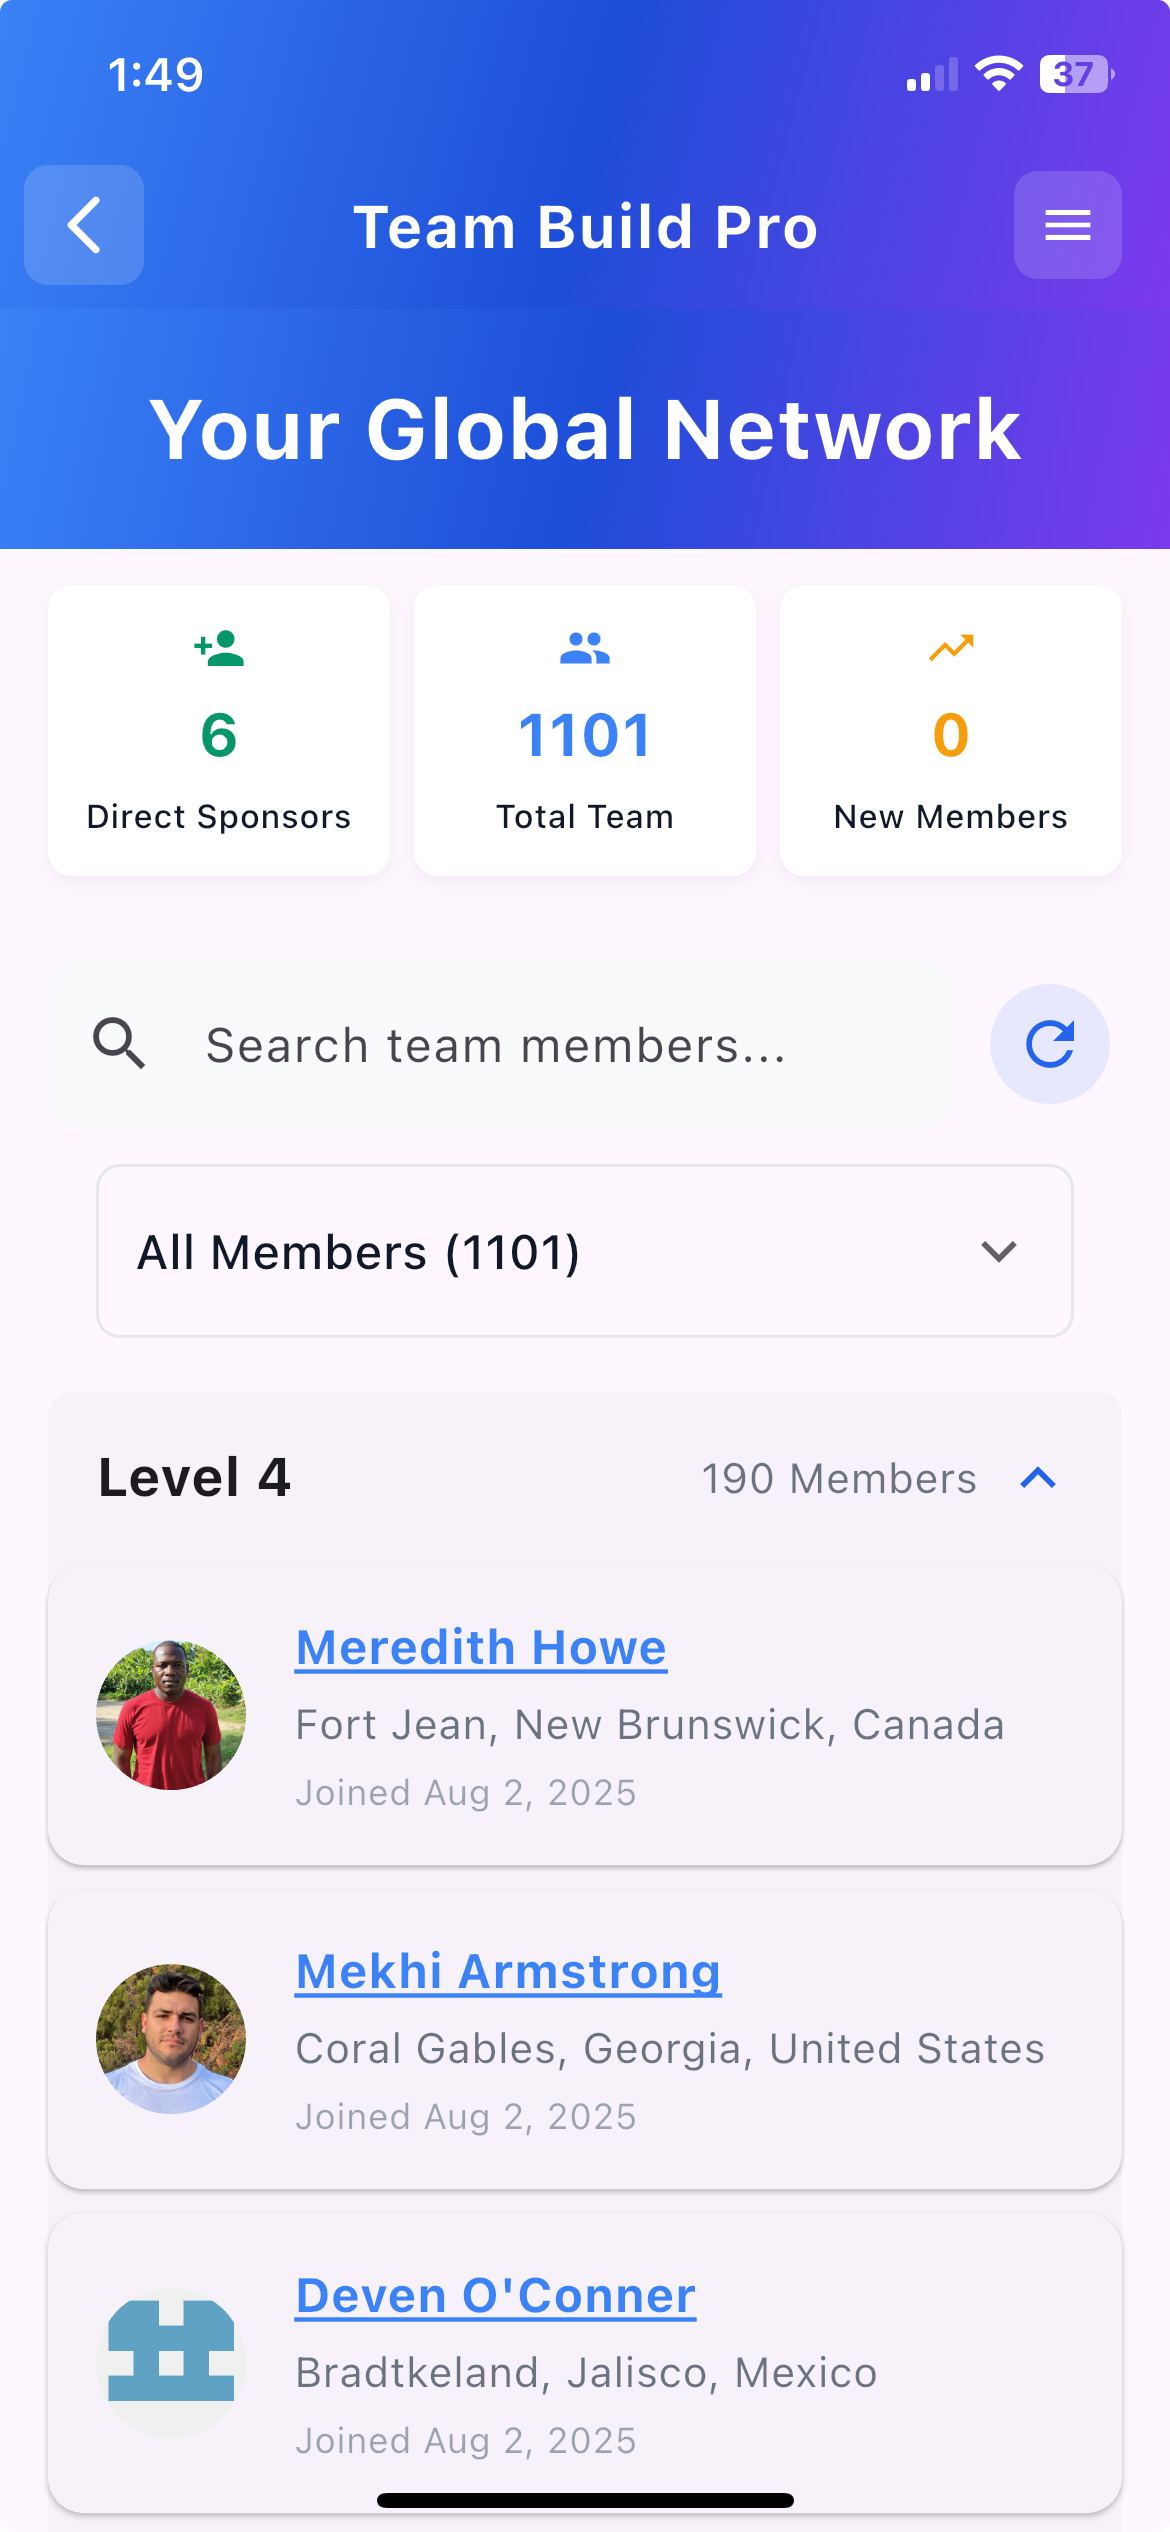 1:49
37
Team Build Pro
Your Global Network
6
1101
0
Direct Sponsors
Total Team
New Members
Search team members...
All Members (1101)
Level 4
190 Members
Meredith Howe
Fort Jean, New Brunswick, Canada
Joined Aug 2, 2025
Mekhi Armstrong
Coral Gables, Georgia, United States
Joined Aug 2, 2025
Deven O'Conner
Bradtkeland, Jalisco, Mexico
Joined Aug 2, 2025